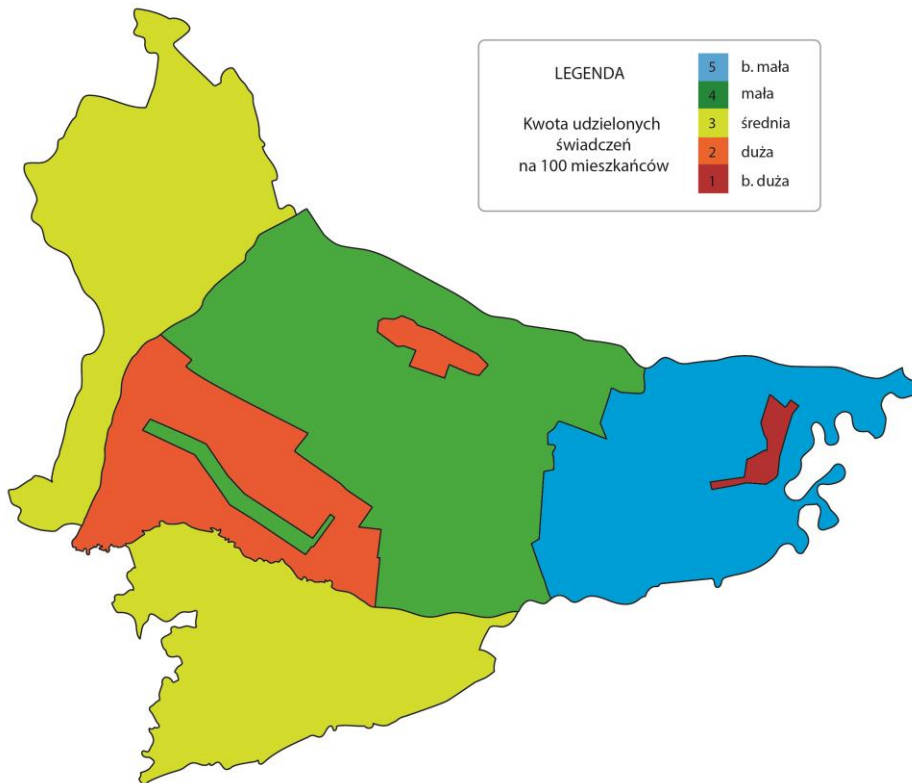 LEGENDA
Kwota udzielonych
świadczeń
na 100 mieszkańców
5 b. mała
4 mała
3 średnia
2 duża
1 b. duża